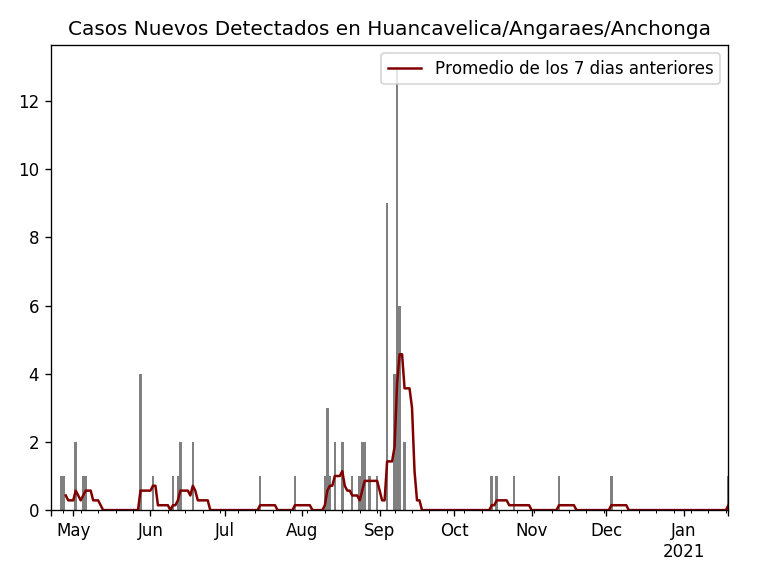 Casos Nuevos Detectados en Huancavelica/Angaraes/Anchonga
Promedio de los 7 dias anteriores
12
10
8
6
4
2
0
May Jun Jul Aug Sep Oct Nov Dec Jan
2021